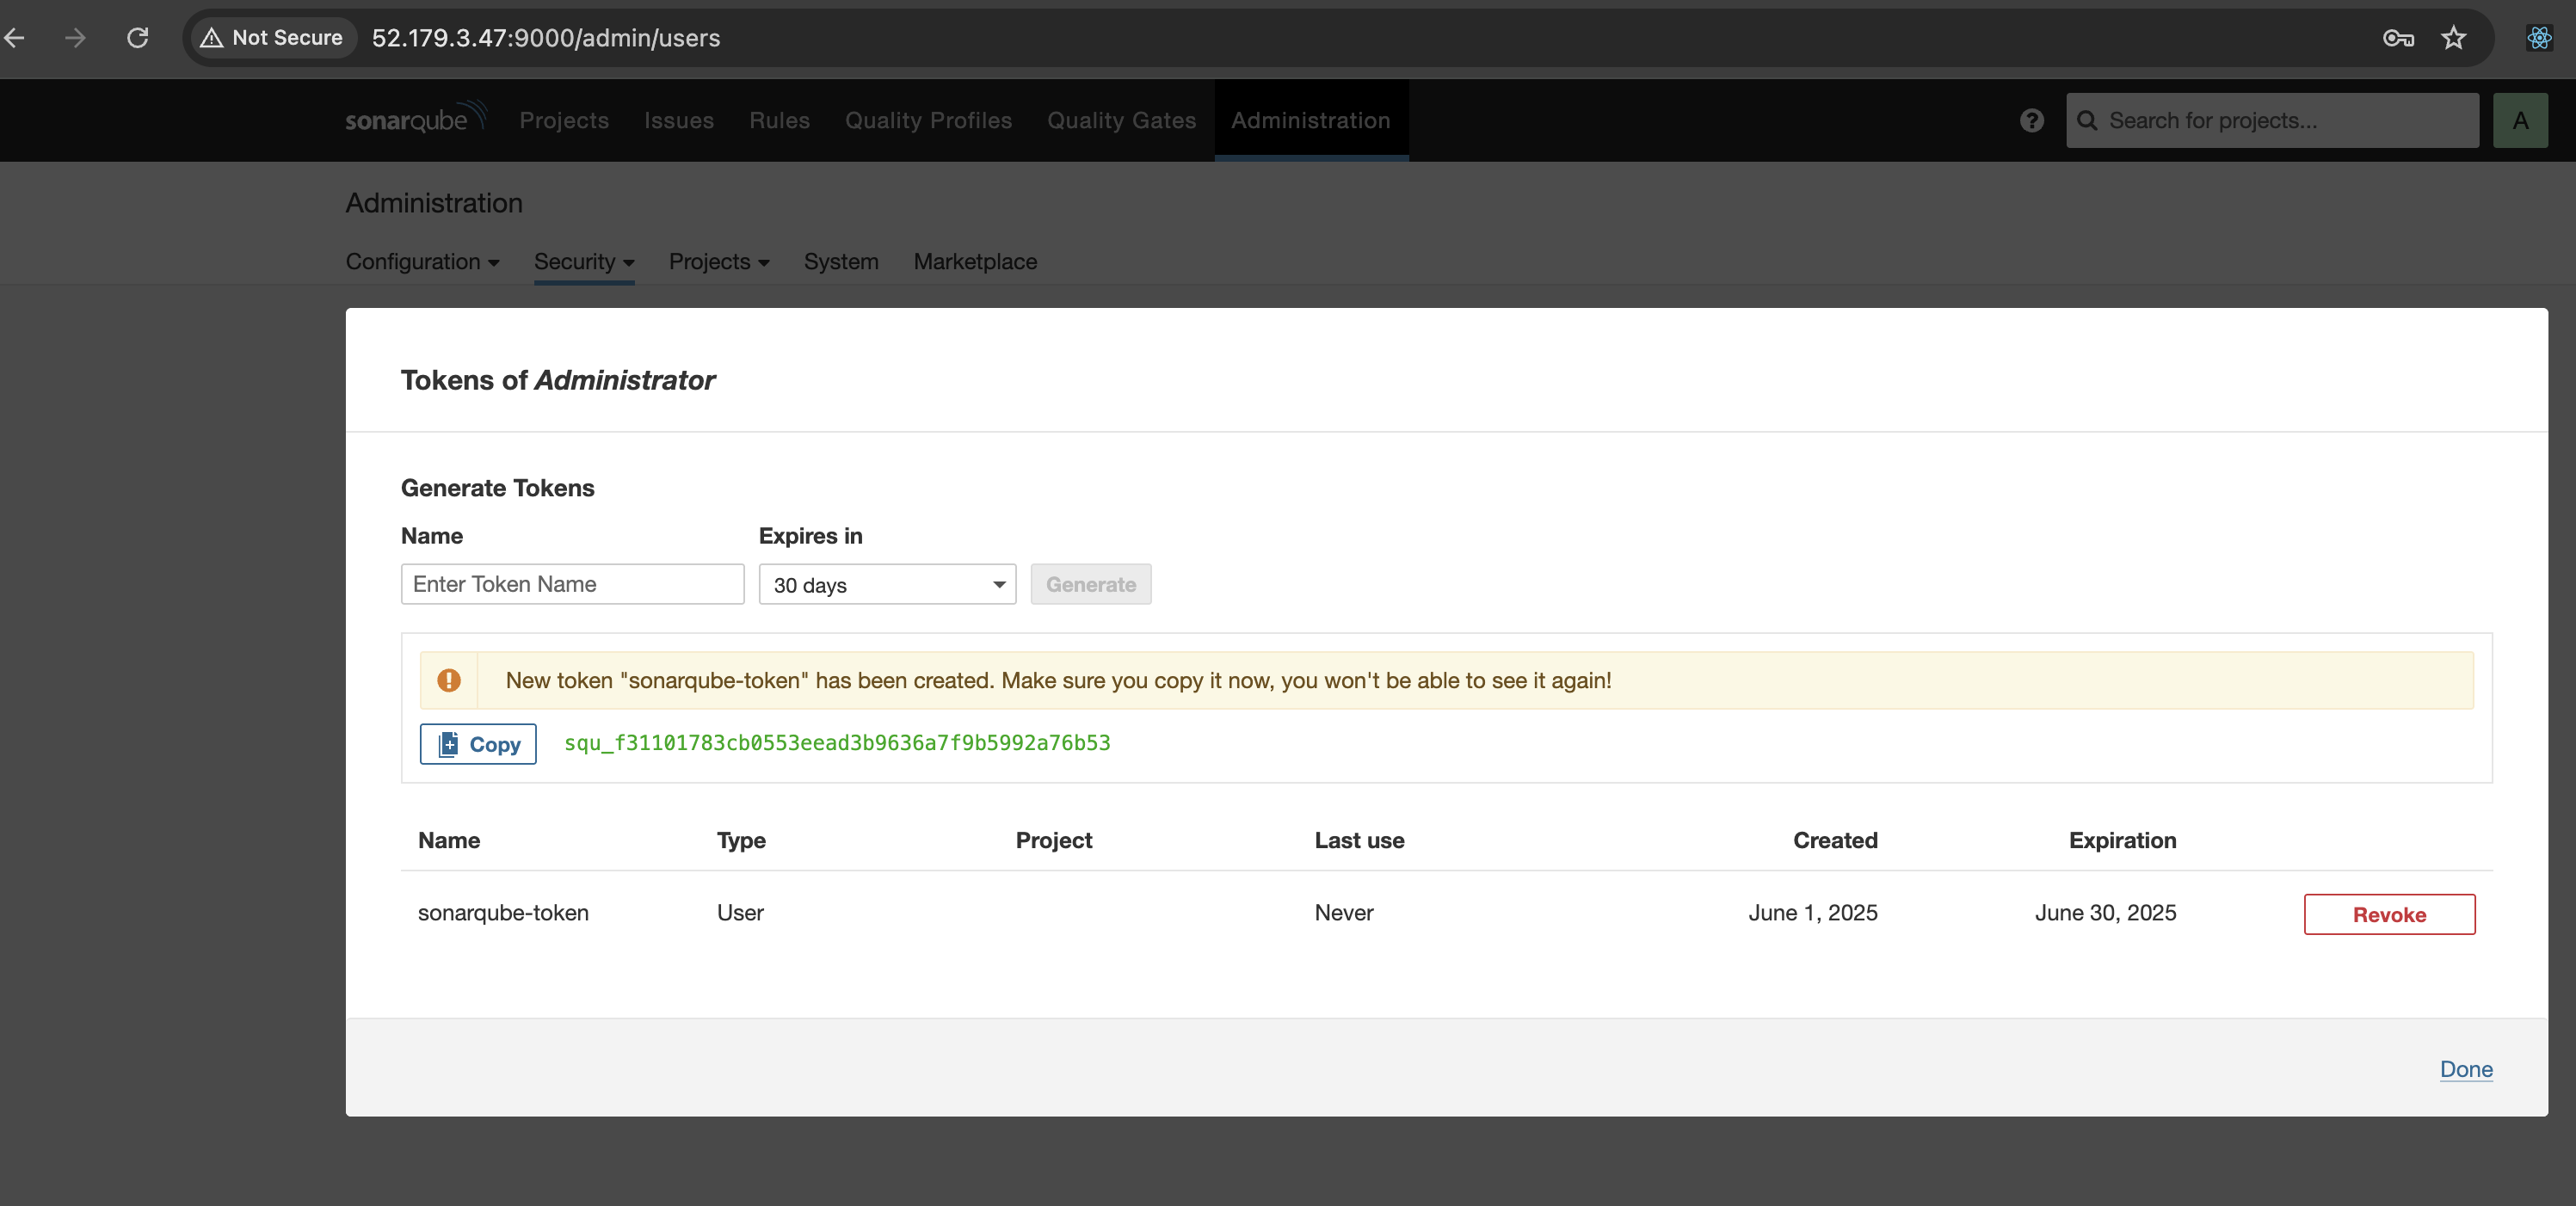 Not Secure 52.179.3.47:9000/admin/users
sonarqube Projects Issues Rules Quality Profiles Quality Gates Administration ? Search for projects... A
Administration
Configuration Security Projects System Marketplace
Tokens of Administrator
Generate Tokens
Name Expires in
Enter Token Name 30 days Generate
New token "sonarqube-token" has been created. Make sure you copy it now, you won't be able to see it again!
Copy squ_f31101783cb0553eead3b9636a7f9b5992a76b53
Name Type Project Last use Created Expiration
sonarqube-token User Never June 1, 2025 June 30, 2025 Revoke
Done